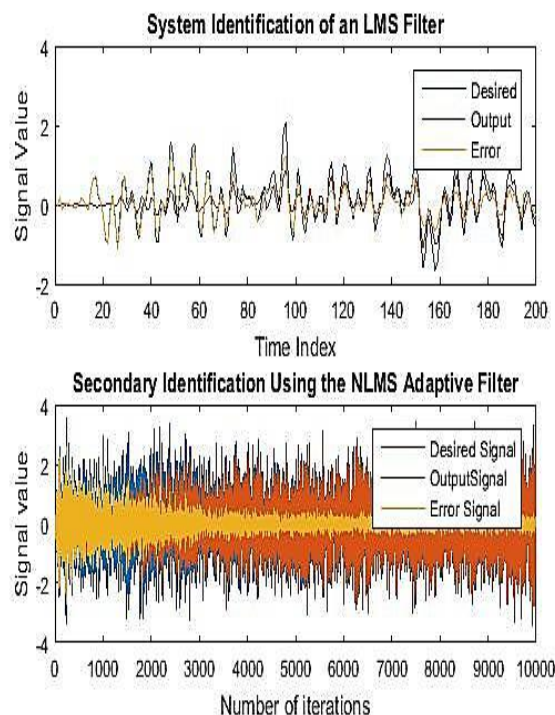 System Identification of an LMS Filter
4
2
0
-2
Signal Value
Desired
Output
Error
0 20 40 60 80 100 120 140 160 180 200
Time Index
Secondary Identification Using the NLMS Adaptive Filter
4
2
0
-2
-4
Signal value
Desired Signal
OutputSignal
Error Signal
0 1000 2000 3000 4000 5000 6000 7000 8000 9000 10000
Number of iterations